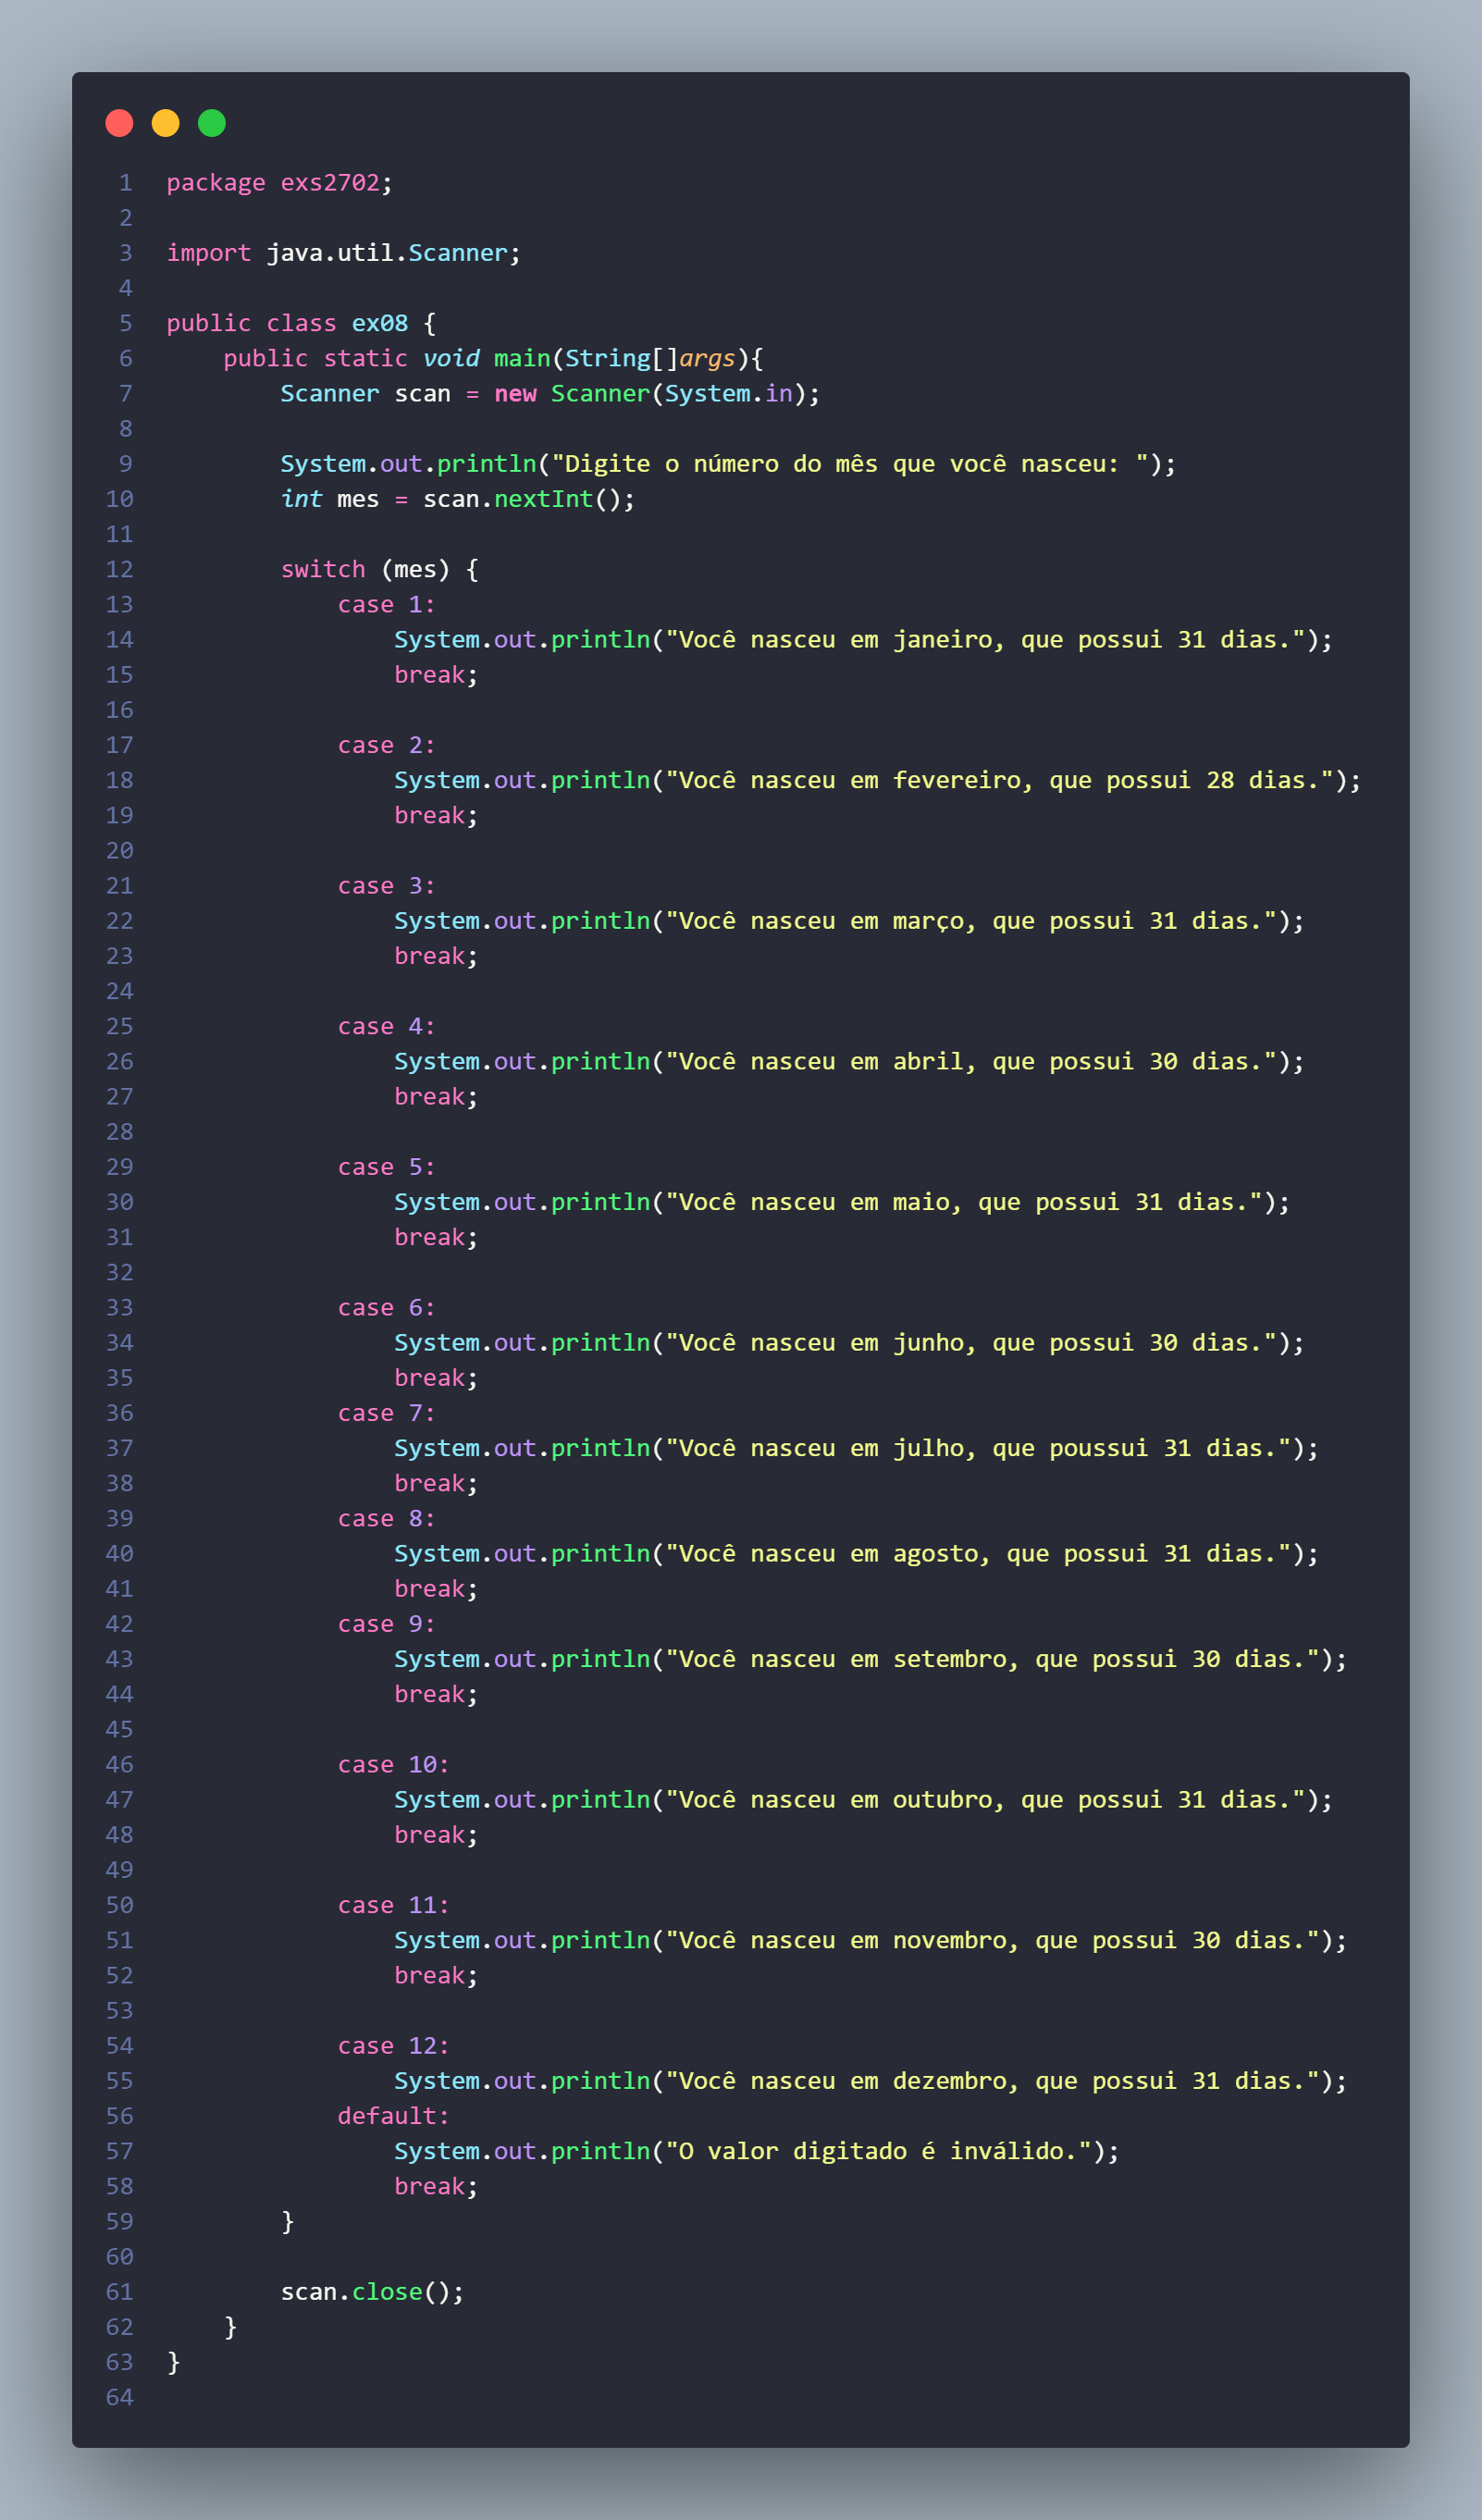 1 package exs2702;
2
3 import java.util.Scanner;
4
5 public class ex08 {
6     public static void main(String[]args){
7         Scanner scan = new Scanner(System.in);
8
9         System.out.println("Digite o número do mês que você nasceu: ");
10         int mes = scan.nextInt();
11
12         switch (mes) {
13             case 1:
14                 System.out.println("Você nasceu em janeiro, que possui 31 dias.");
15                 break;
16
17             case 2:
18                 System.out.println("Você nasceu em fevereiro, que possui 28 dias.");
19                 break;
20
21             case 3:
22                 System.out.println("Você nasceu em março, que possui 31 dias.");
23                 break;
24
25             case 4:
26                 System.out.println("Você nasceu em abril, que possui 30 dias.");
27                 break;
28
29             case 5:
30                 System.out.println("Você nasceu em maio, que possui 31 dias.");
31                 break;
32
33             case 6:
34                 System.out.println("Você nasceu em junho, que possui 30 dias.");
35                 break;
36             case 7:
37                 System.out.println("Você nasceu em julho, que poussui 31 dias.");
38                 break;
39             case 8:
40                 System.out.println("Você nasceu em agosto, que possui 31 dias.");
41                 break;
42             case 9:
43                 System.out.println("Você nasceu em setembro, que possui 30 dias.");
44                 break;
45
46             case 10:
47                 System.out.println("Você nasceu em outubro, que possui 31 dias.");
48                 break;
49
50             case 11:
51                 System.out.println("Você nasceu em novembro, que possui 30 dias.");
52                 break;
53
54             case 12:
55                 System.out.println("Você nasceu em dezembro, que possui 31 dias.");
56             default:
57                 System.out.println("O valor digitado é inválido.");
58                 break;
59         }
60
61         scan.close();
62     }
63 }
64